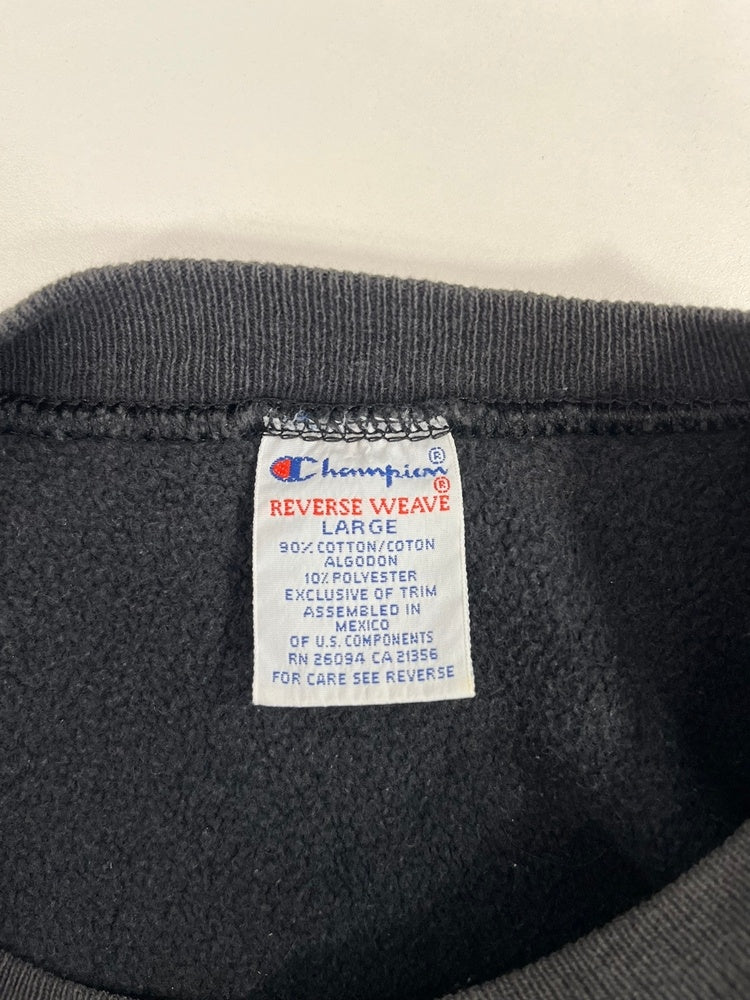 Champion®
REVERSE WEAVE®
LARGE
90% COTTON/COTON
ALGODON
10% POLYESTER
EXCLUSIVE OF TRIM
ASSEMBLED IN
MEXICO
OF U.S. COMPONENTS
RN 26094 CA 21356
FOR CARE SEE REVERSE